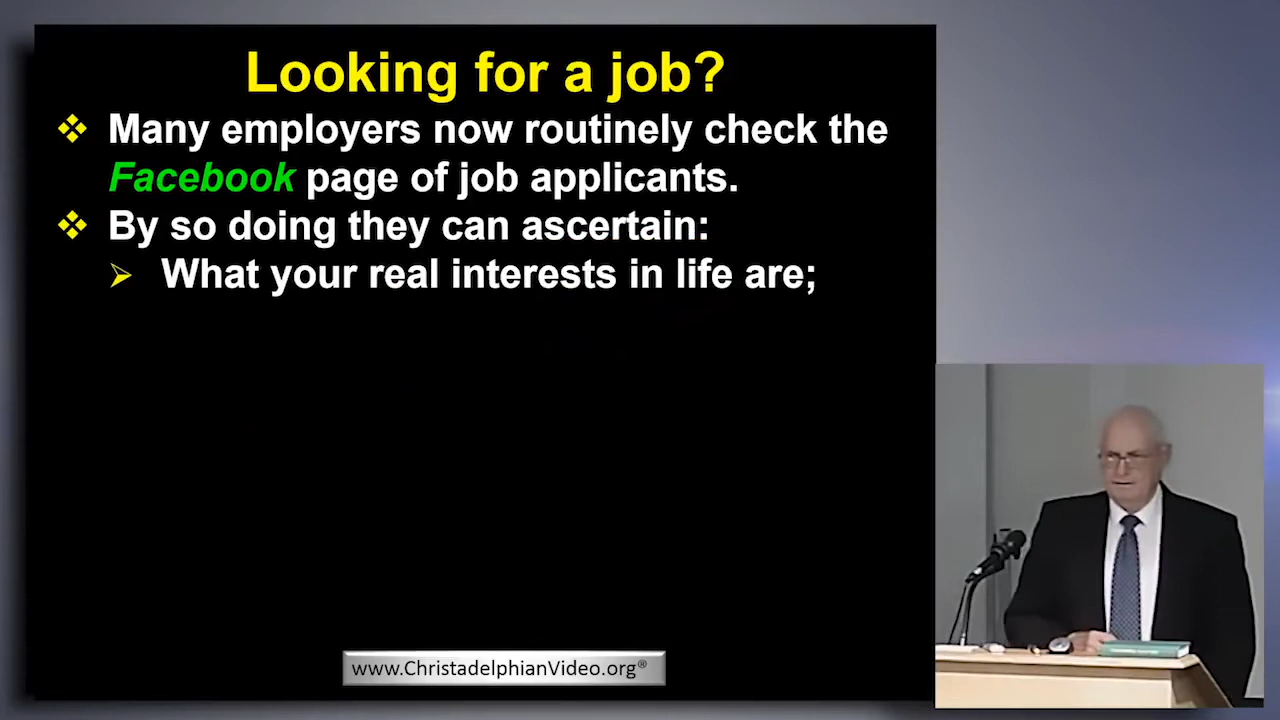 Looking for a job?
Many employers now routinely check the
Facebook page of job applicants.
By so doing they can ascertain:
What your real interests in life are;
www.ChristadelphianVideo.org®